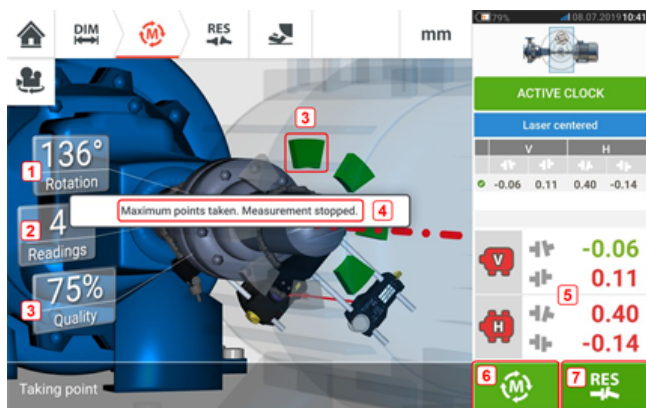 DIM
M
RES
mm
79%
08.07.2019 10:41
ACTIVE CLOCK
Laser centered
V H
-0.06 0.11 0.40 -0.14
3
136°
1
Rotation
Maximum points taken. Measurement stopped. 4
4
2
Readings
75%
3
Quality
V
-0.06
0.11
5
H
0.40
-0.14
Taking point
6
M
7 RES